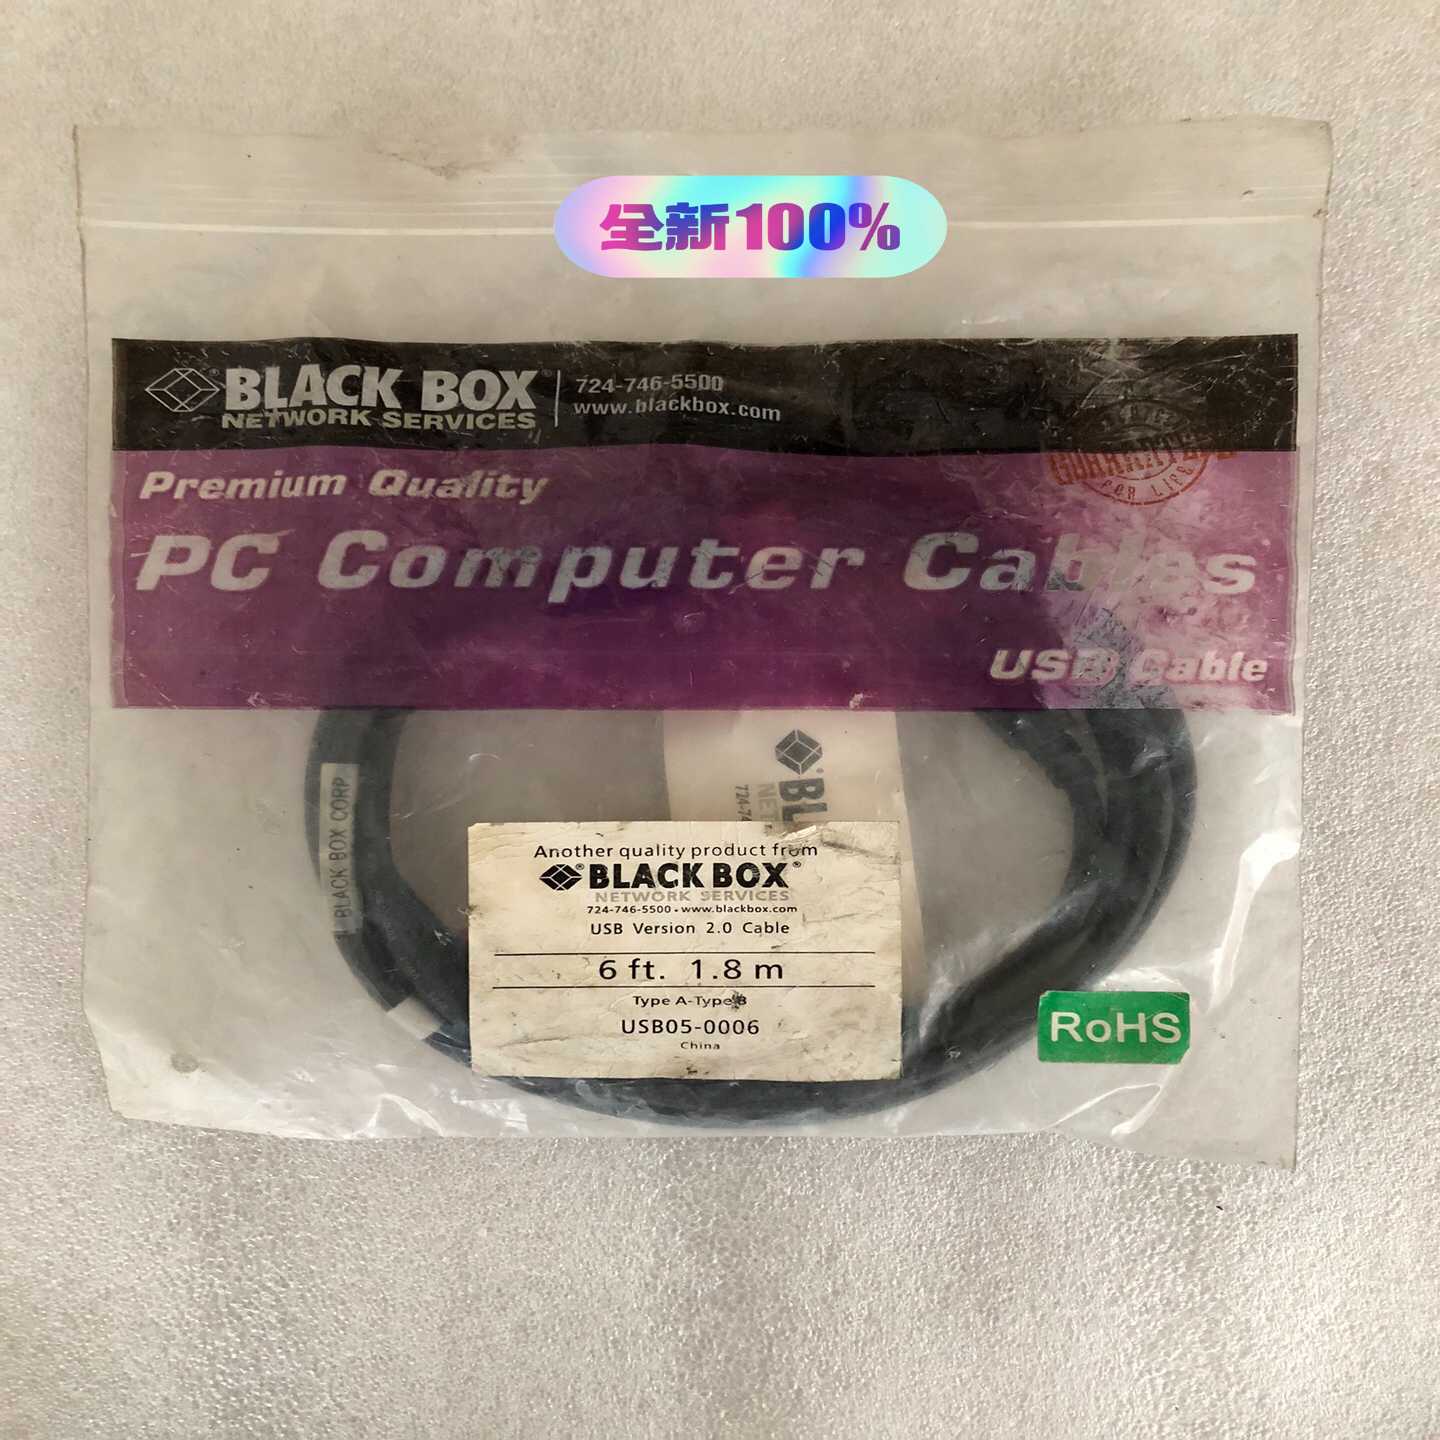 全新100%
BLACK BOX®
NETWORK SERVICES
724-746-5500
www.blackbox.com
GUARANTEED
FOR LIFE
Premium Quality
PC Computer Cables
USB Cable
BLACK BOX CORP
724-7
Another quality product from
BLACK BOX®
NETWORK SERVICES
724-746-5500 • www.blackbox.com
USB Version 2.0 Cable
6 ft. 1.8 m
Type A-Type B
USB05-0006
China
RoHS